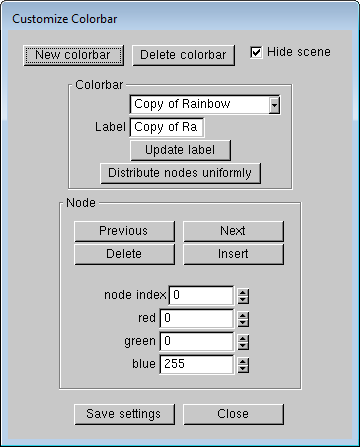 Customize Colorbar
New colorbar Delete colorbar Hide scene
Colorbar
Copy of Rainbow
Label Copy of Ra
Update label
Distribute nodes uniformly
Node
Previous Next
Delete Insert
node index 0
red 0
green 0
blue 255
Save settings Close